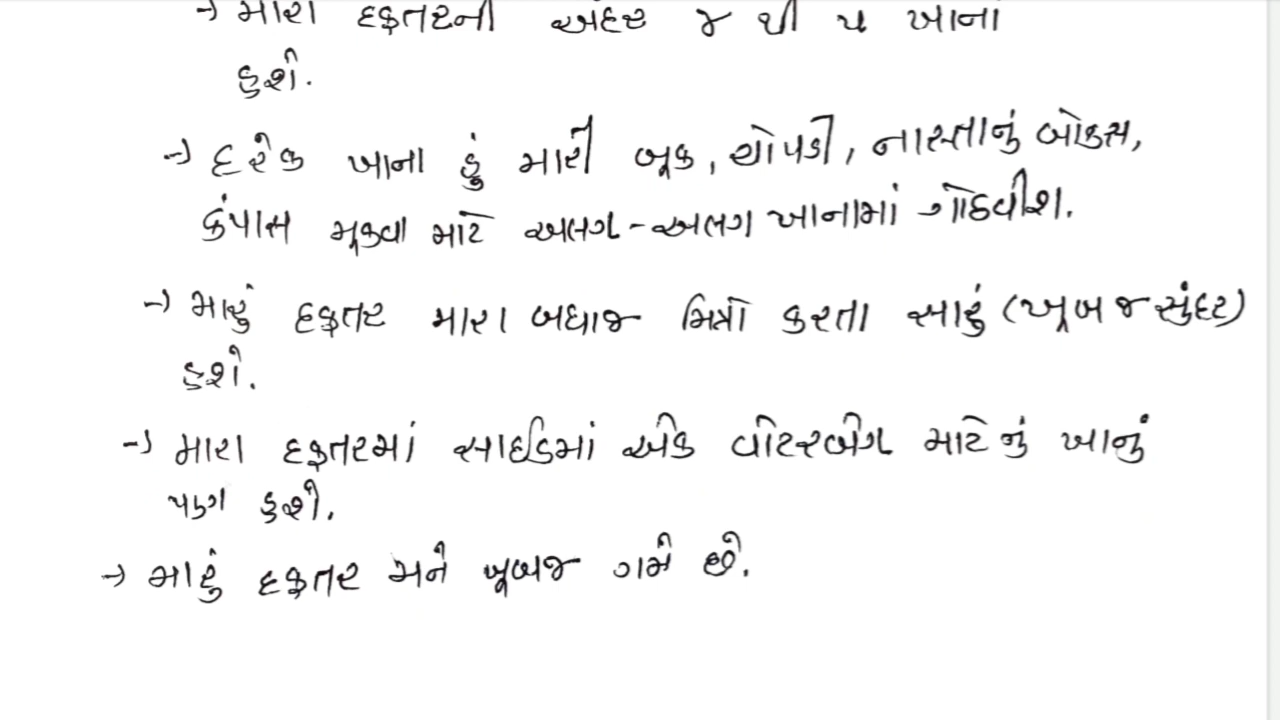 → મારા દફતરની અંદર ૪ થી ૫ ખાના
હશે.
→ દરેક ખાના હું મારી બૂક, ચોપડી, નાસ્તાનું બોક્સ,
કંપાસ મૂકવા માટે અલગ-અલગ ખાનામાં ગોઠવીશ.
→ મારું દફતર મારા બધાજ મિત્રો કરતા સારું (ખૂબ જ સુંદર)
હશે.
→ મારા દફતરમાં સાઈડમાં એક વોટરબેગ માટે નું ખાનું
પણ હશે.
→ મારું દફતર મને ખૂબજ ગમે છે.